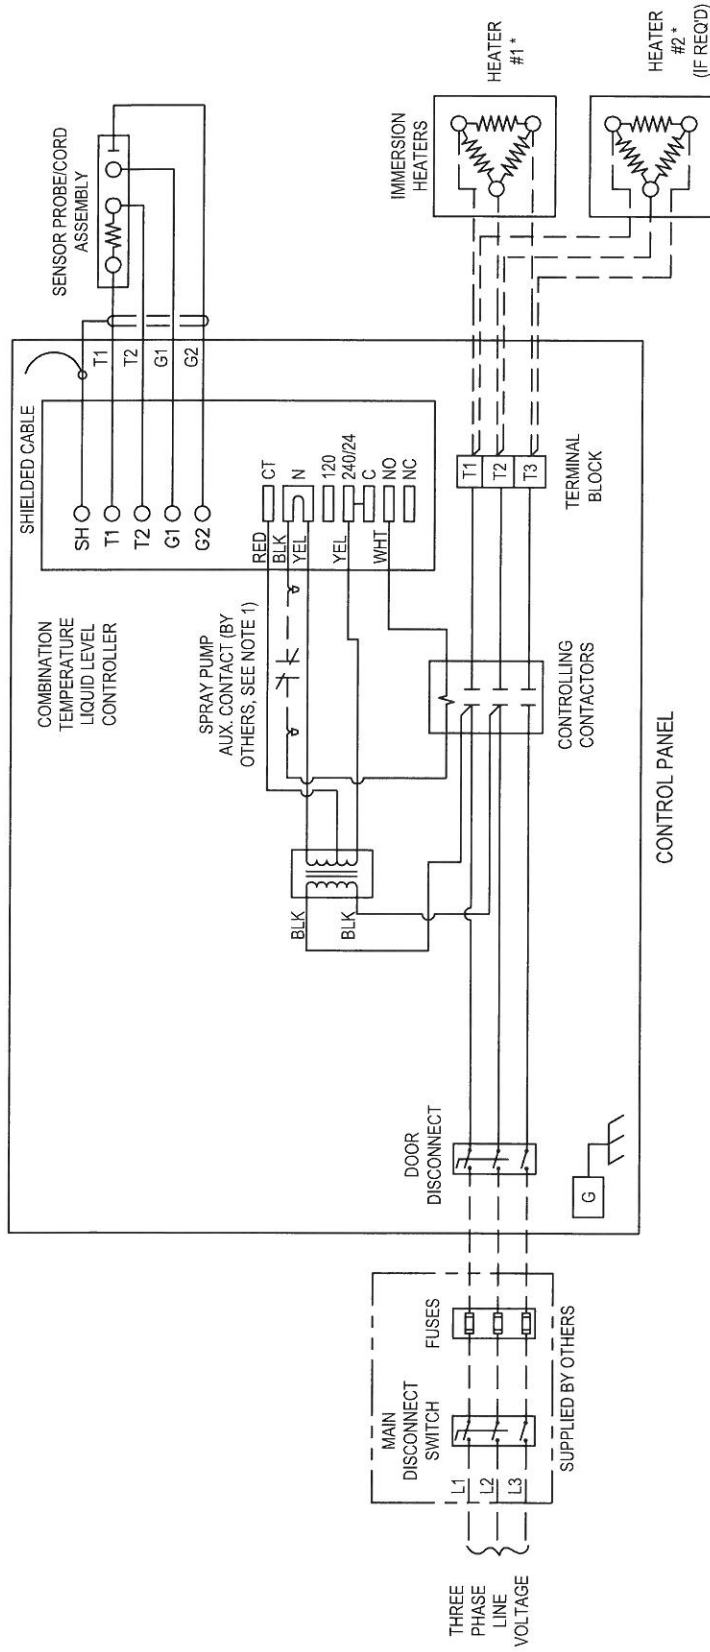 THREE
PHASE
LINE
VOLTAGE
L1
L2
L3
MAIN
DISCONNECT
SWITCH
FUSES
SUPPLIED BY OTHERS
DOOR
DISCONNECT
G
BLK
BLK
COMBINATION
TEMPERATURE
LIQUID LEVEL
CONTROLLER
SPRAY PUMP
AUX. CONTACT (BY
OTHERS, SEE NOTE 1)
CONTROLLING
CONTACTORS
CONTROL PANEL
SHIELDED CABLE
SH
T1
T2
G1
G2
RED
BLK
YEL
YEL
WHT
CT
N
120
240/24
C
NO
NC
T1
T2
G1
G2
T1
T2
T3
TERMINAL
BLOCK
SENSOR PROBE/CORD
ASSEMBLY
IMMERSION
HEATERS
HEATER
#1*
HEATER
#2*
(IF REQ'D)